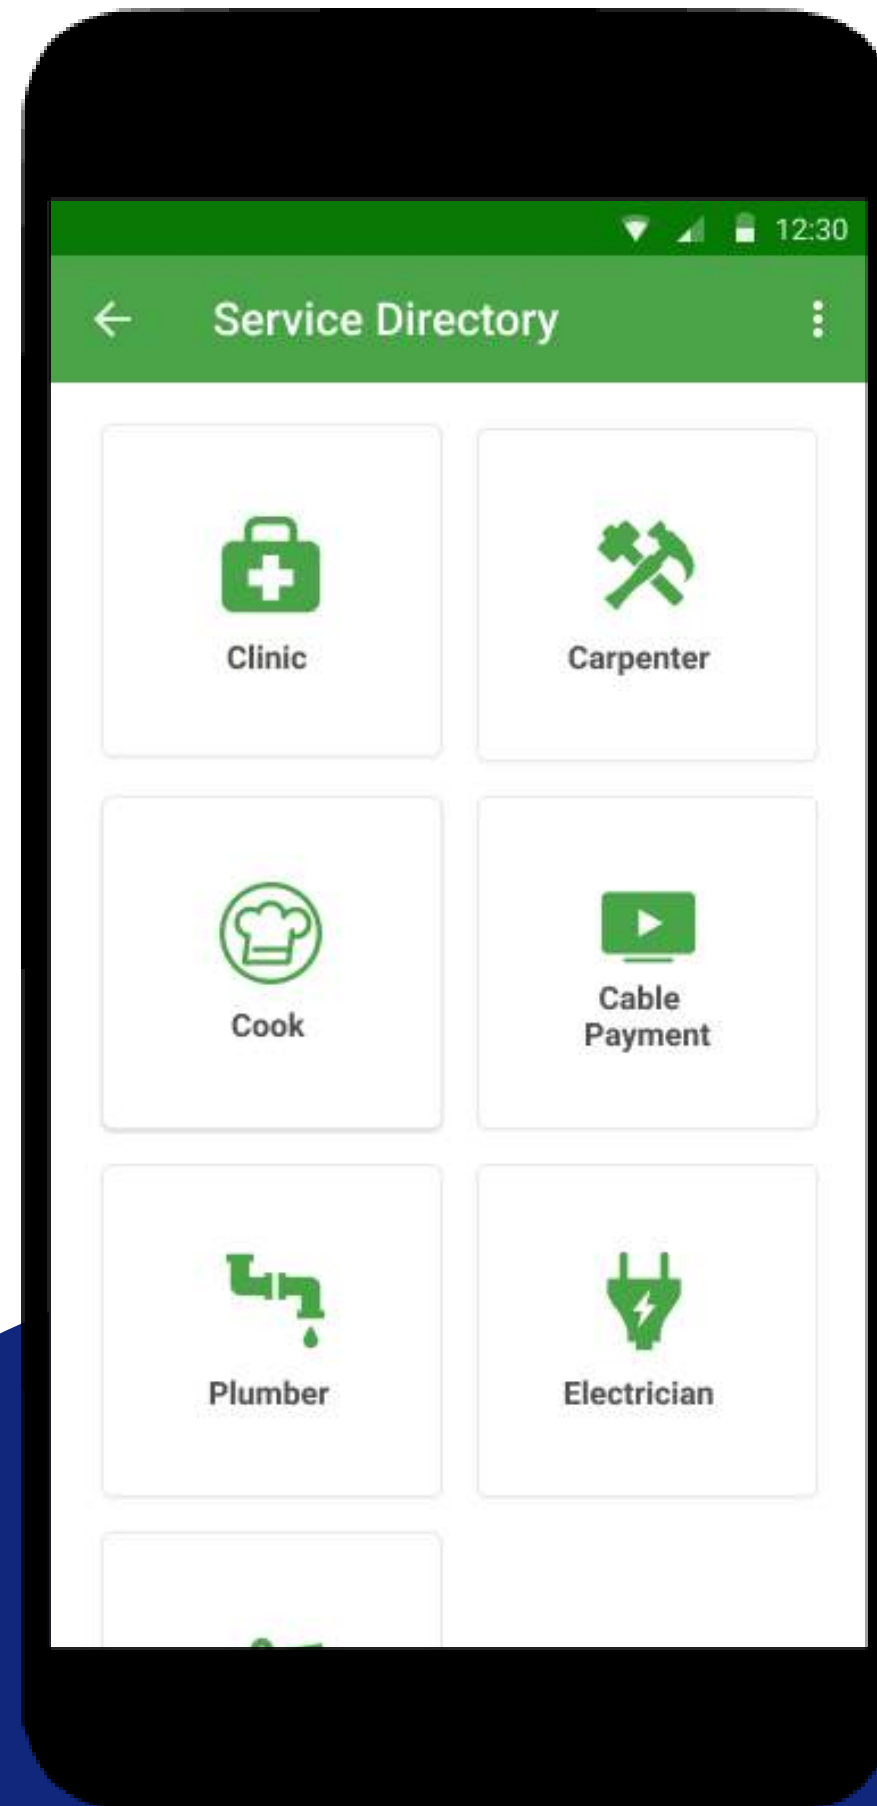 12:30
Service Directory
Clinic
Carpenter
Cook
Cable
Payment
Plumber
Electrician